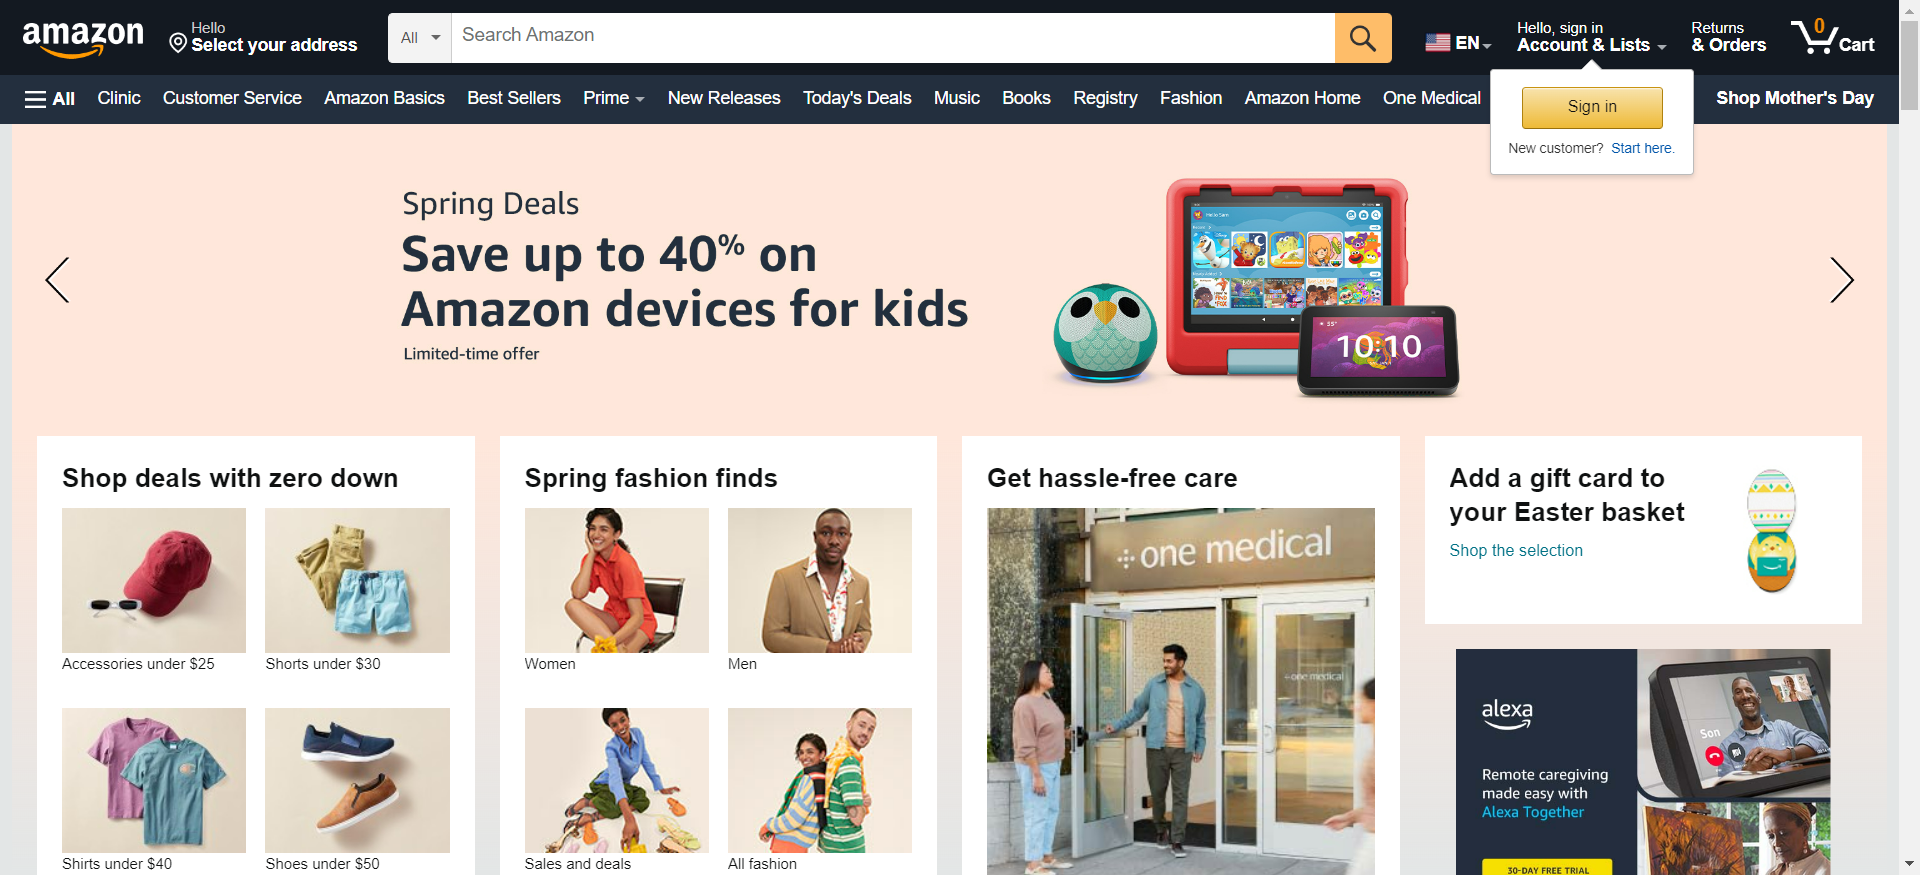 amazon
Hello
Select your address
All
Search Amazon
EN
Hello, sign in
Account & Lists
Returns
& Orders
0
Cart
All
Clinic
Customer Service
Amazon Basics
Best Sellers
Prime
New Releases
Today's Deals
Music
Books
Registry
Fashion
Amazon Home
One Medical
Shop Mother's Day
Sign in
New customer? Start here.
Spring Deals
Save up to 40% on
Amazon devices for kids
Limited-time offer
10:10
Shop deals with zero down
Accessories under $25
Shorts under $30
Shirts under $40
Shoes under $50
Spring fashion finds
Women
Men
Sales and deals
All fashion
Get hassle-free care
one medical
one medical
Add a gift card to
your Easter basket
Shop the selection
alexa
Remote caregiving
made easy with
Alexa Together
30-DAY FREE TRIAL
Son